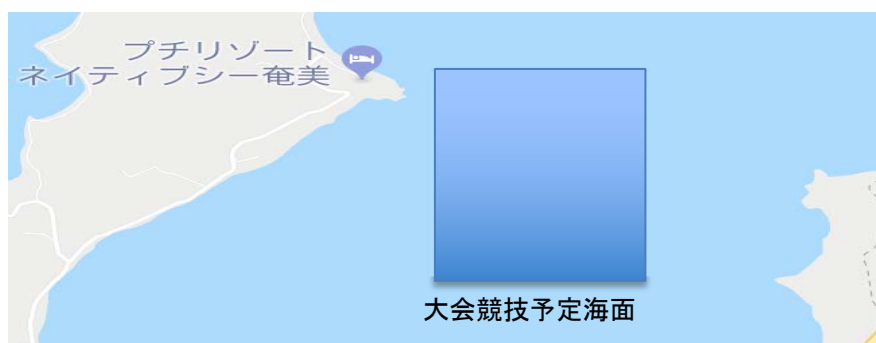 プチリゾート
ネイティブシー奄美
大会競技予定海面